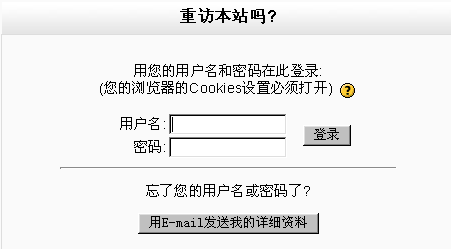 重访本站吗?
用您的用户名和密码在此登录:
(您的浏览器的Cookies设置必须打开) ?
用户名:
登录
密码:
忘了您的用户名或密码了?
用E-mail发送我的详细资料